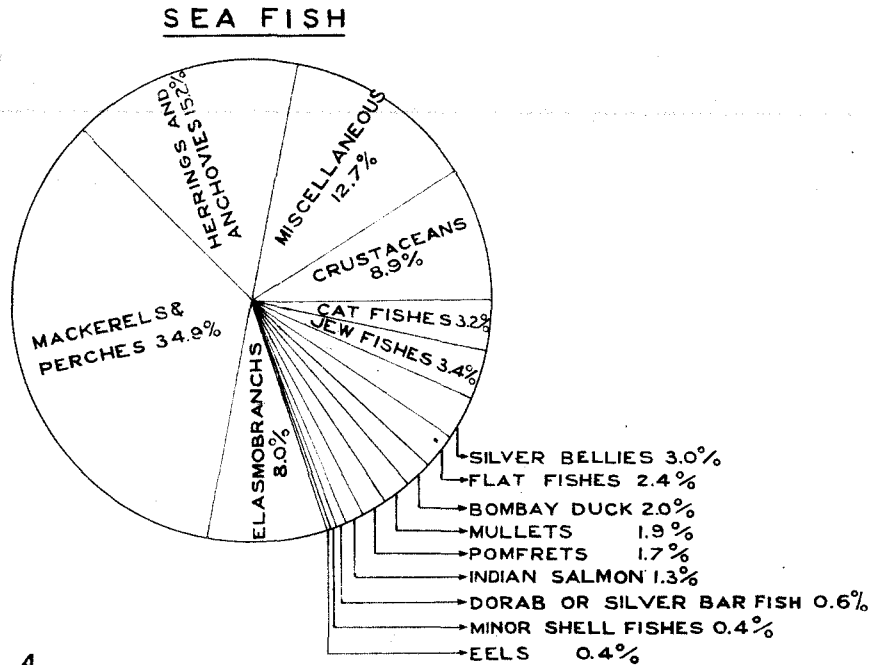 SEA FISH
HERRINGS AND
ANCHOVIES 15.2%
MISCELLANEOUS
12.7%
CRUSTACEANS
8.9%
CAT FISHES 3.2%
JEW FISHES 3.4%
MACKERELS &
PERCHES 34.9%
ELASMOBRANCHS
8.0%
SILVER BELLIES 3.0%
FLAT FISHES 2.4%
BOMBAY DUCK 2.0%
MULLETS 1.9%
POMFRETS 1.7%
INDIAN SALMON 1.3%
DORAB OR SILVER BAR FISH 0.6%
MINOR SHELL FISHES 0.4%
EELS 0.4%